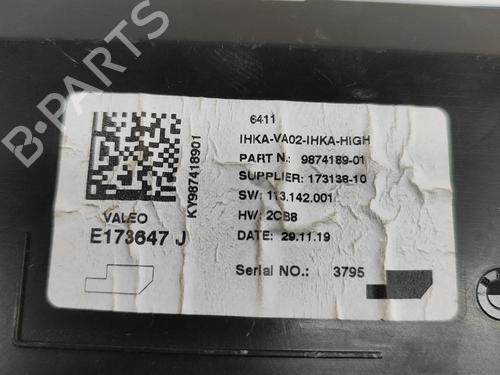 B-PARTS
6411
IHKA-VA02-IHKA-HIGH
PART N.: 9874189-01
SUPPLIER: 173138-10
SW: 113.142.001
HW: 2CB8
DATE: 29.11.19
Serial NO.: 3795
KV987418901
VALEO
E173647 J